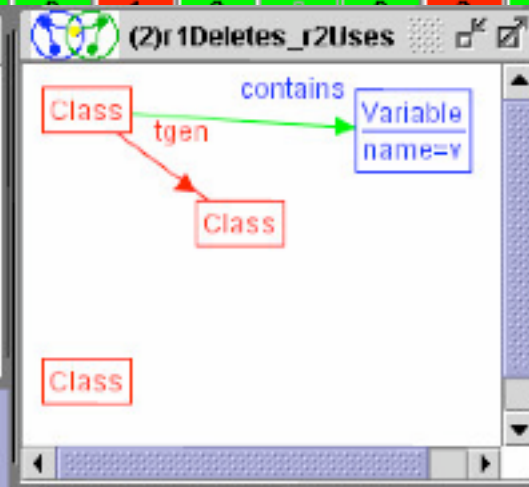 (2)r1Deletes_r2Uses
contains
Class
Variable
tgen
name=v
Class
Class